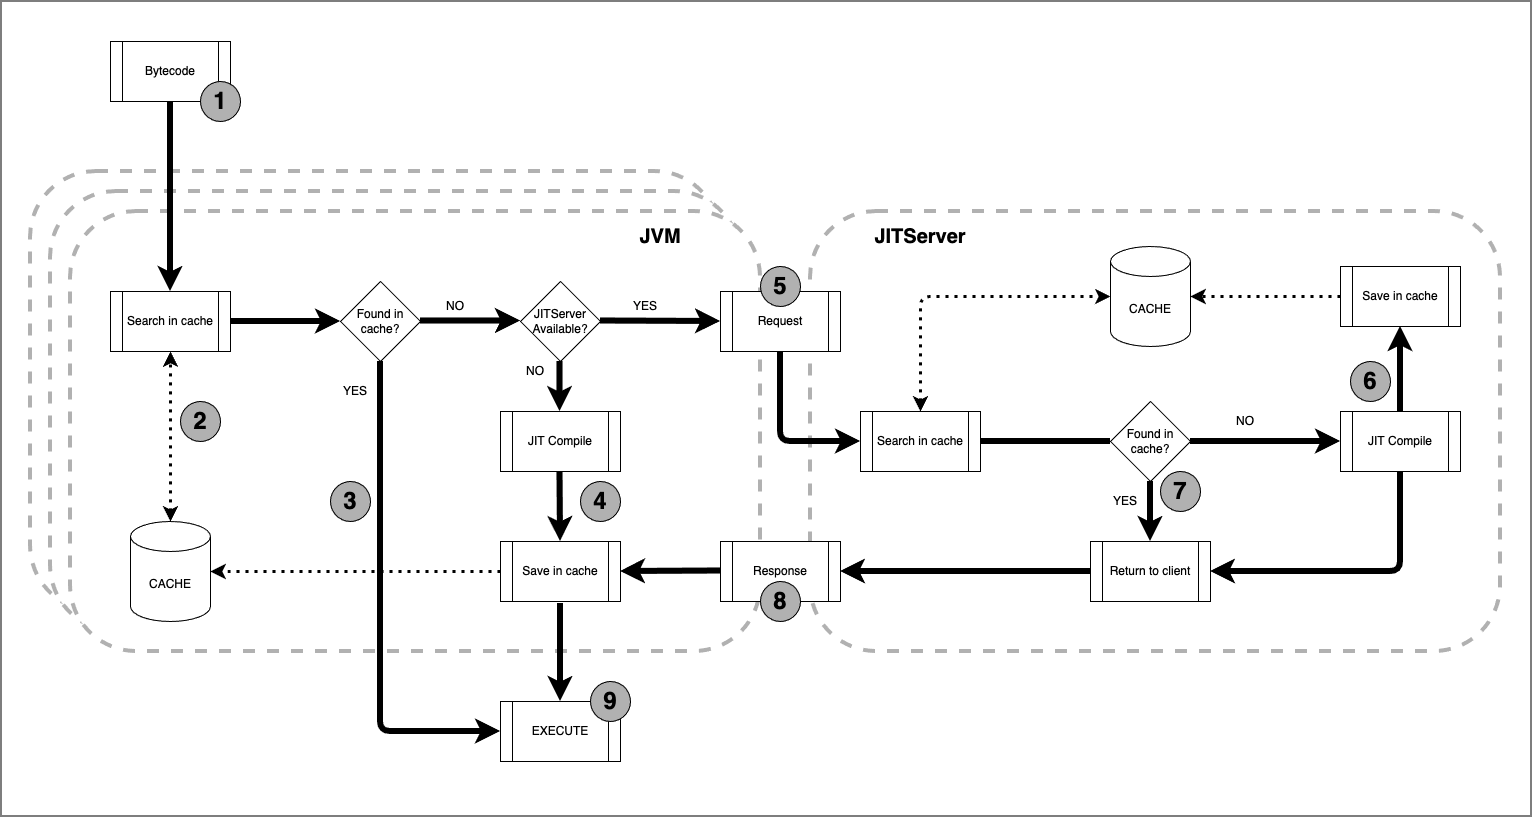 Bytecode
1
JVM
JITServer
5
Request
Search in cache
Found in
cache?
NO
JITServer
Available?
YES
NO
YES
2
CACHE
3
JIT Compile
4
Save in cache
CACHE
Save in cache
6
Search in cache
Found in
cache?
NO
JIT Compile
YES
7
Return to client
Response
8
9
EXECUTE